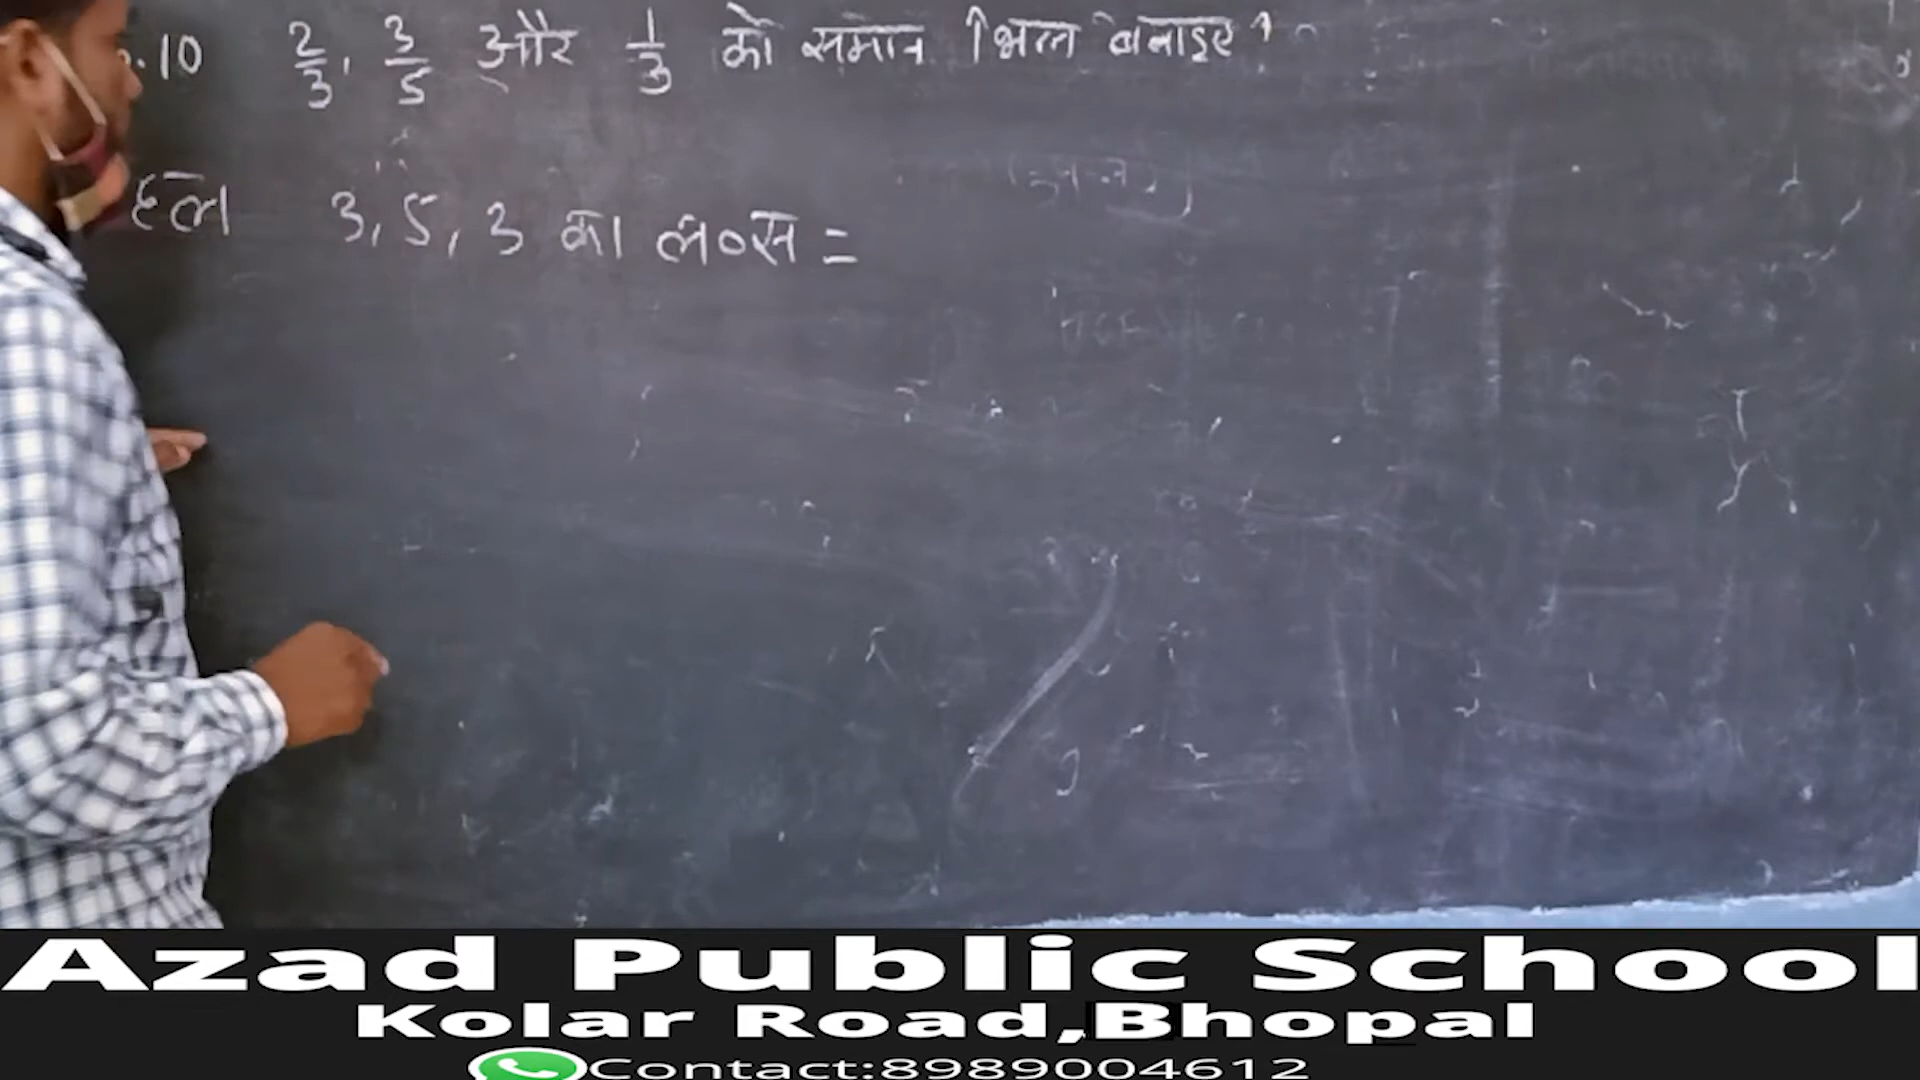 .10 2/3, 3/5 और 1/3 को समान भिन्न बनाइए
हल 3, 5, 3 का ल०स =
Azad Public School
Kolar Road,Bhopal
Contact:8989004612